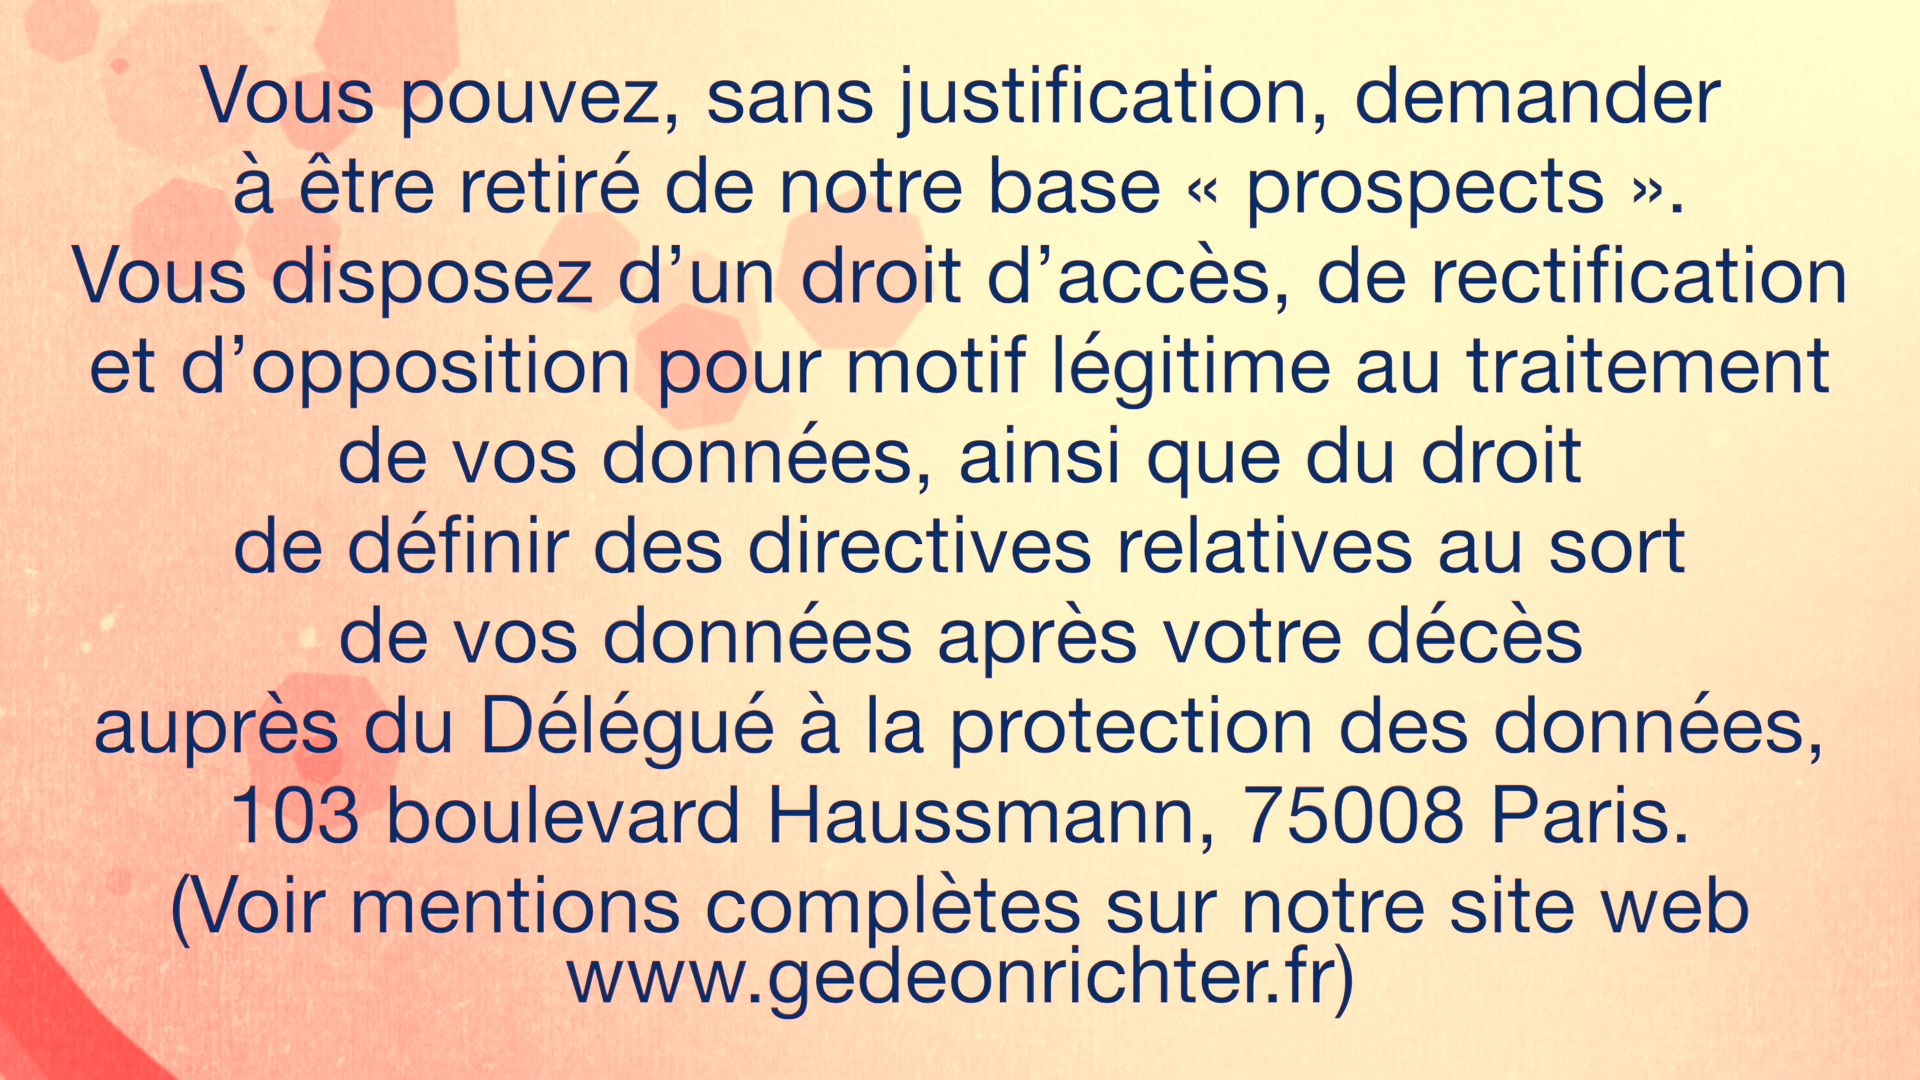 Vous pouvez, sans justification, demander
à être retiré de notre base « prospects ».
Vous disposez d’un droit d’accès, de rectification
et d’opposition pour motif légitime au traitement
de vos données, ainsi que du droit
de définir des directives relatives au sort
de vos données après votre décès
auprès du Délégué à la protection des données,
103 boulevard Haussmann, 75008 Paris.
(Voir mentions complètes sur notre site web
www.gedeonrichter.fr)